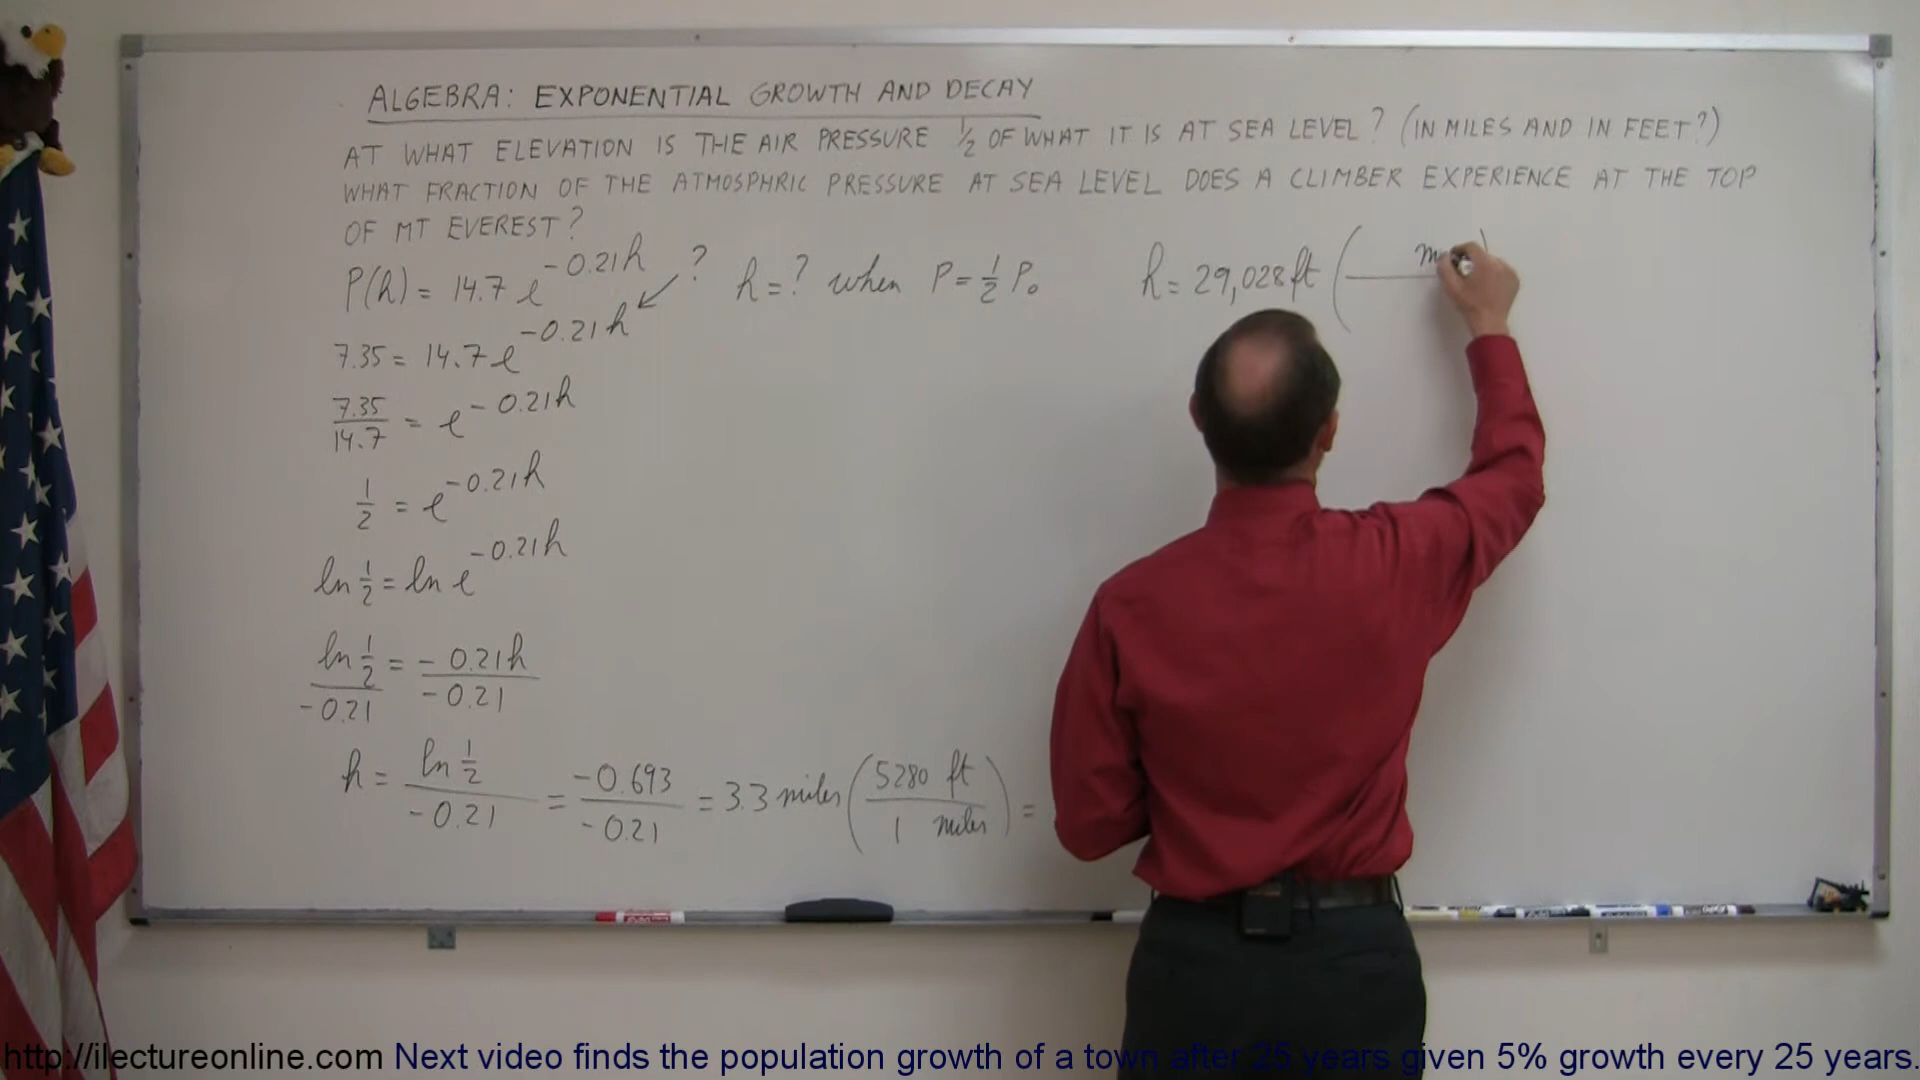 ALGEBRA: EXPONENTIAL GROWTH AND DECAY
AT WHAT ELEVATION IS THE AIR PRESSURE 1/2 OF WHAT IT IS AT SEA LEVEL? (IN MILES AND IN FEET?)
WHAT FRACTION OF THE ATMOSPHRIC PRESSURE AT SEA LEVEL DOES A CLIMBER EXPERIENCE AT THE TOP
OF MT EVEREST?
P(h) = 14.7 e^-0.21h ? h = ? when P = 1/2 P₀ h = 29,028 ft (
7.35 = 14.7 e^-0.21h
7.35/14.7 = e^-0.21h
1/2 = e^-0.21h
ln 1/2 = ln e^-0.21h
ln 1/2 / -0.21 = -0.21h / -0.21
h = ln 1/2 / -0.21 = -0.693 / -0.21 = 3.3 miles (5280 ft / 1 miles) =
http://ilectureonline.com Next video finds the population growth of a town after 25 years given 5% growth every 25 years.